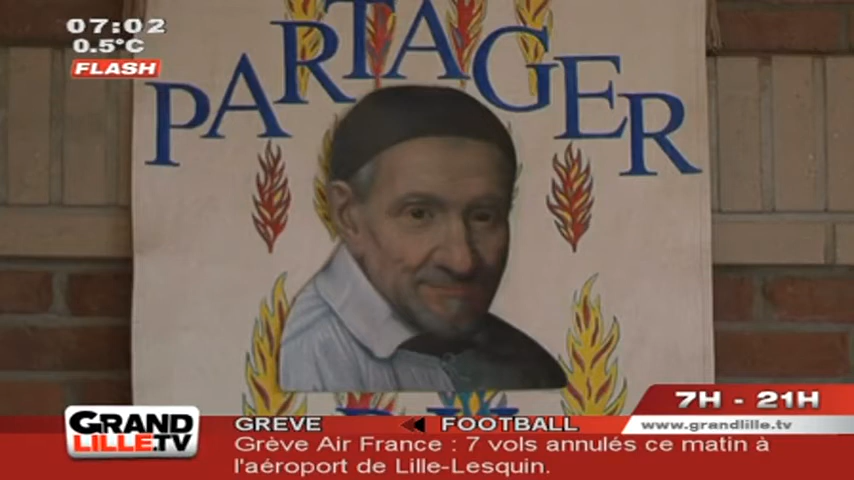 07:02
0.5°C
FLASH
PARTAGER
7H - 21H
www.grandlille.tv
GRAND
LILLE.TV
GREVE
FOOTBALL
Grève Air France : 7 vols annulés ce matin à
l'aéroport de Lille-Lesquin.